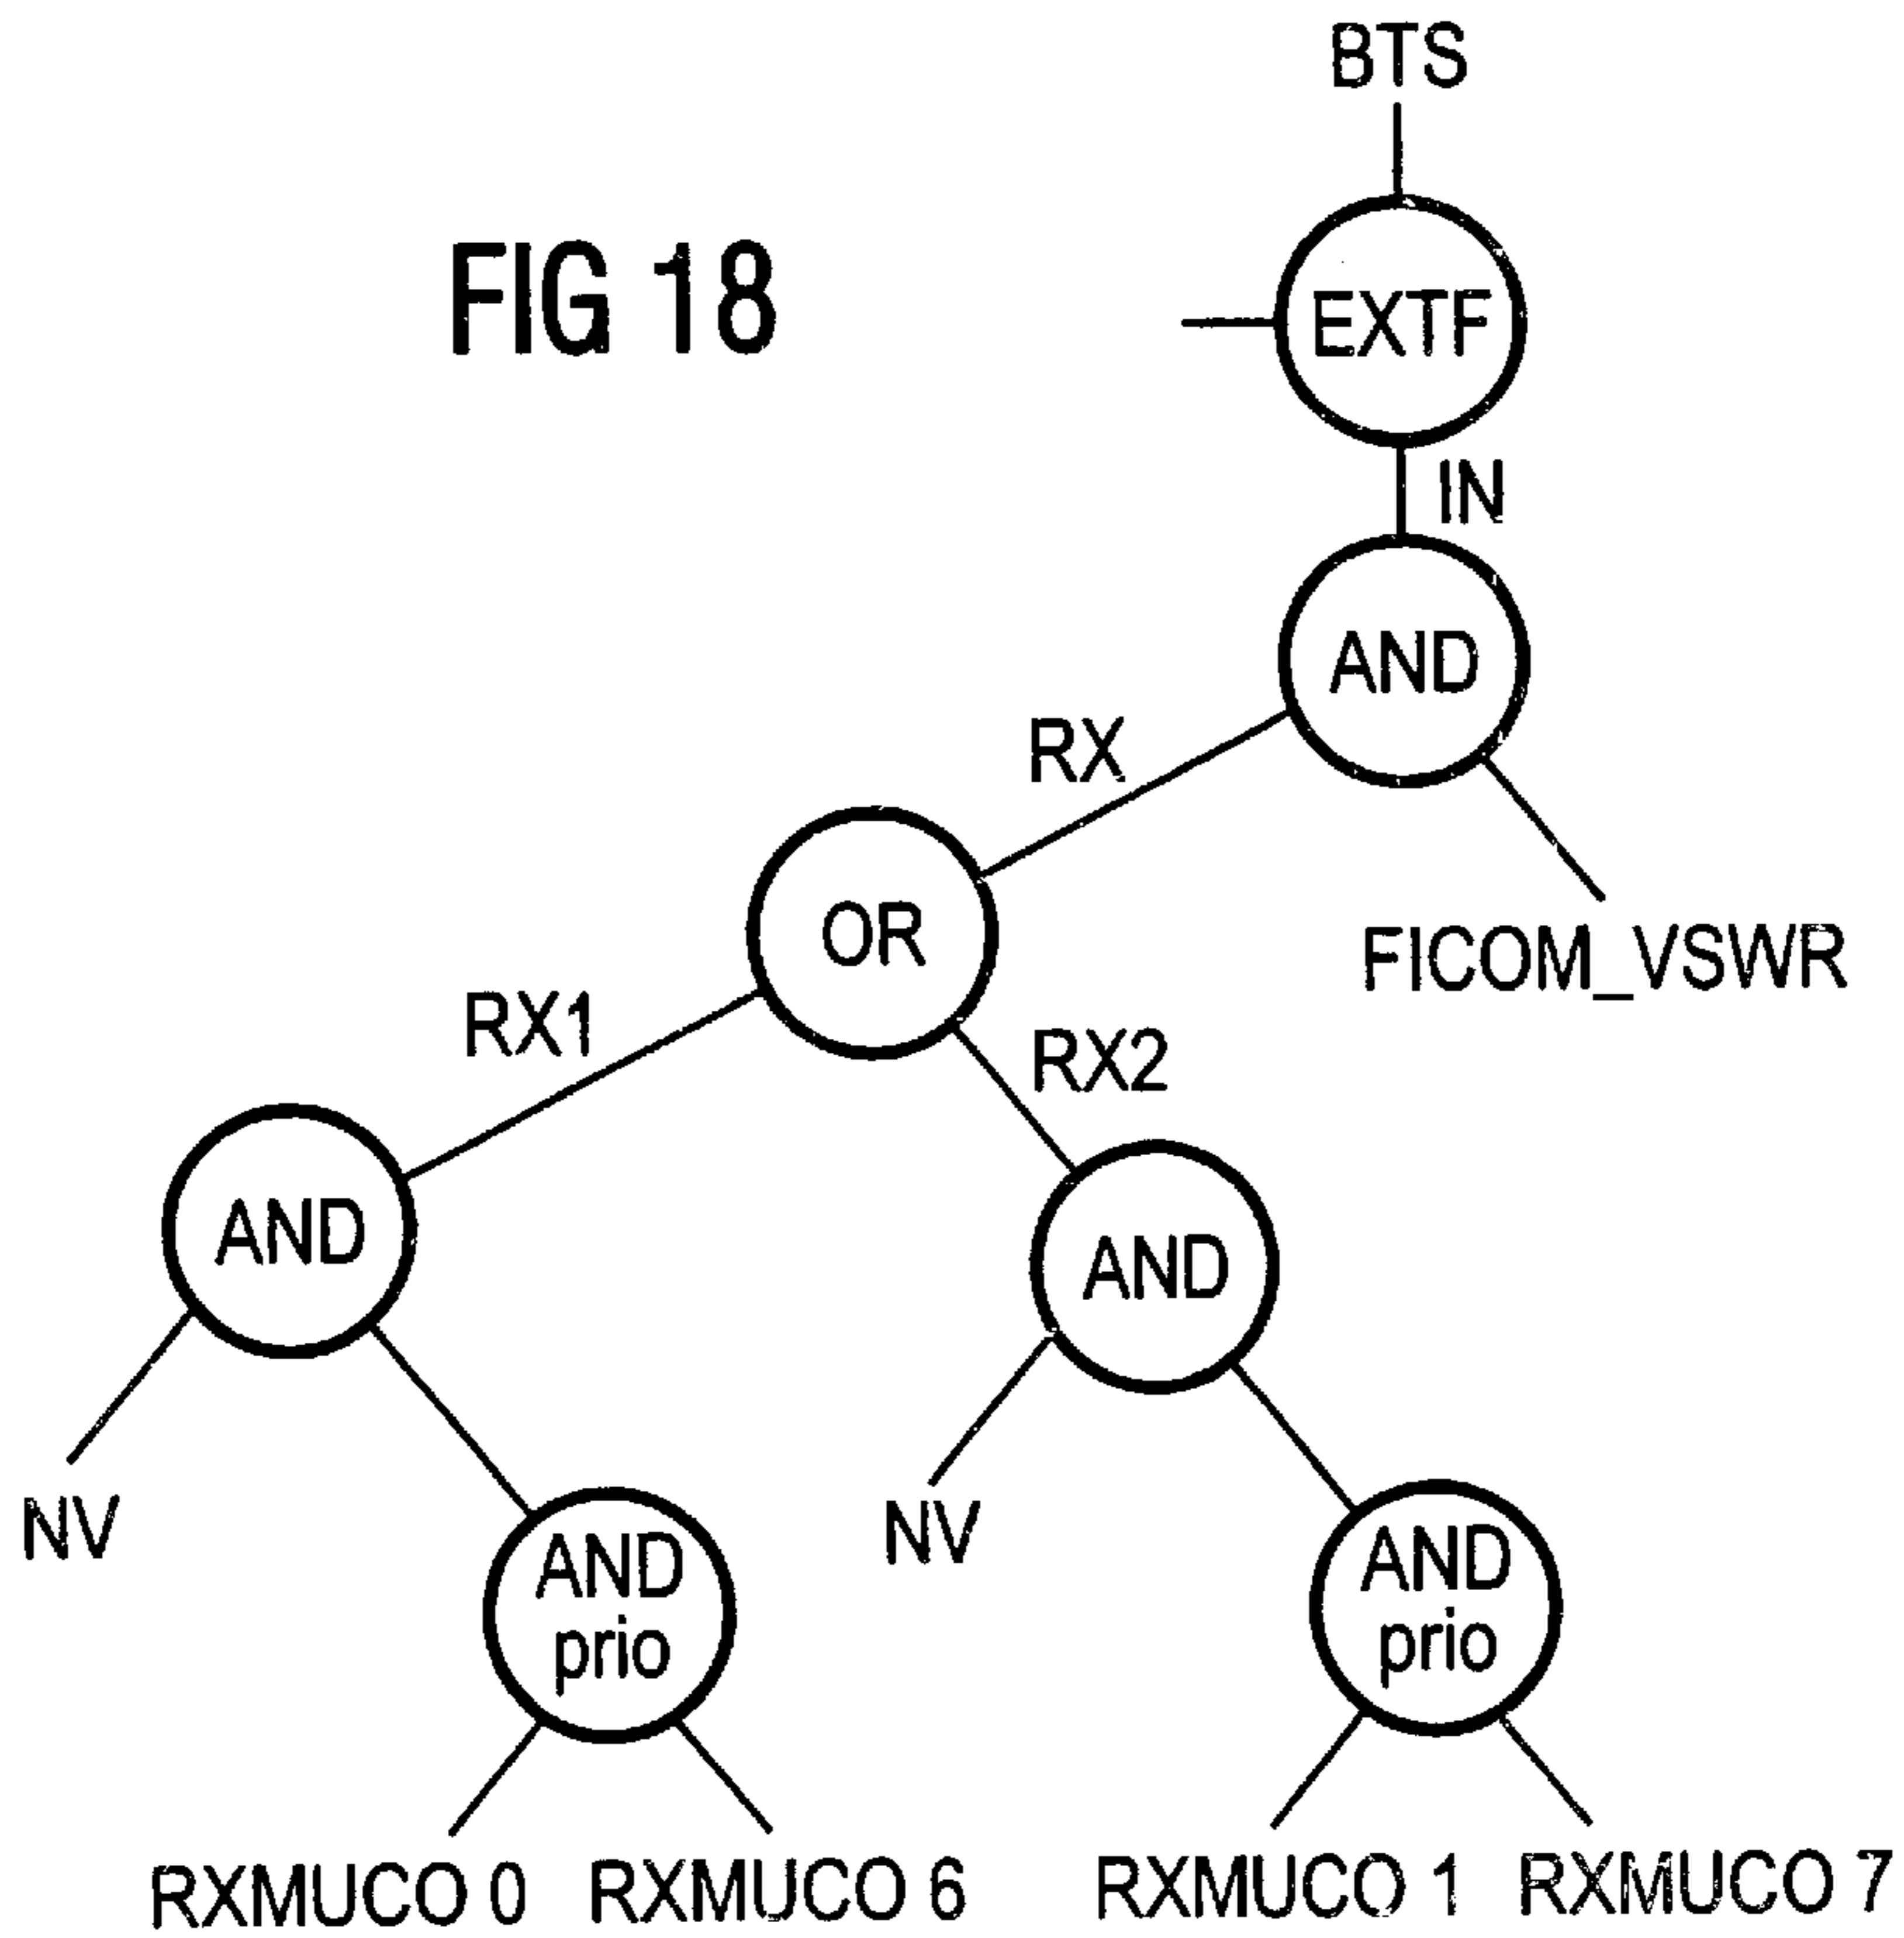 BTS
FIG 18
EXTF
IN
AND
RX
OR
FICOM_VSWR
RX1
RX2
AND
AND
NV
NV
AND
prio
AND
prio
RXMUCO 0
RXMUCO 6
RXMUCO 1
RXMUCO 7